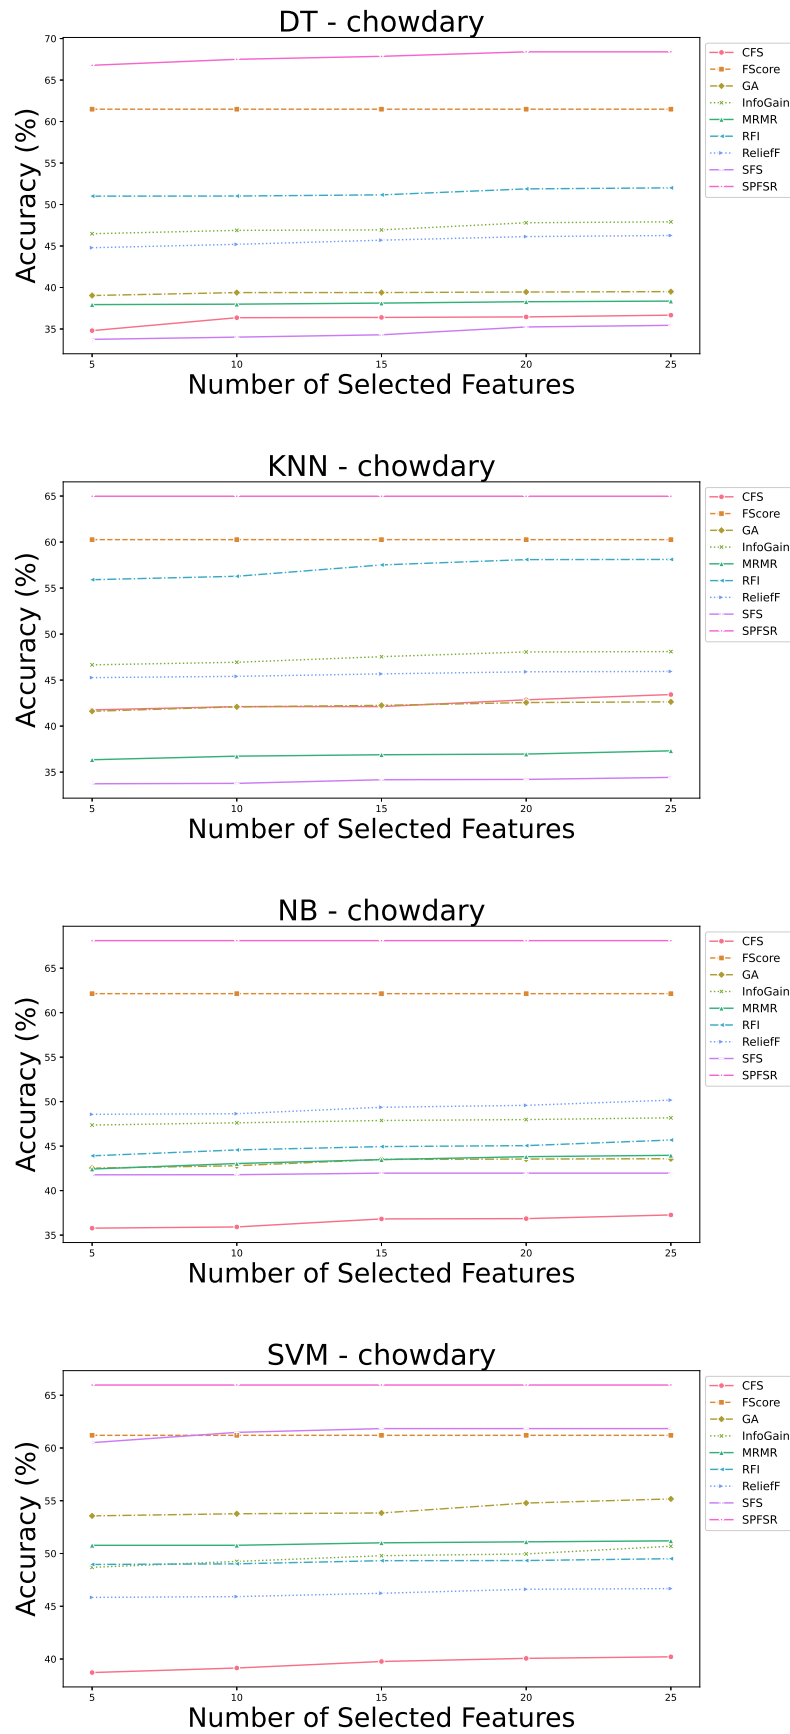 DT - chowdary
Accuracy (%)
70
65
60
55
50
45
40
35
5 10 15 20 25
Number of Selected Features
CFS
FScore
GA
InfoGain
MRMR
RFI
ReliefF
SFS
SPFSR
KNN - chowdary
Accuracy (%)
65
60
55
50
45
40
35
5 10 15 20 25
Number of Selected Features
CFS
FScore
GA
InfoGain
MRMR
RFI
ReliefF
SFS
SPFSR
NB - chowdary
Accuracy (%)
65
60
55
50
45
40
35
5 10 15 20 25
Number of Selected Features
CFS
FScore
GA
InfoGain
MRMR
RFI
ReliefF
SFS
SPFSR
SVM - chowdary
Accuracy (%)
65
60
55
50
45
40
5 10 15 20 25
Number of Selected Features
CFS
FScore
GA
InfoGain
MRMR
RFI
ReliefF
SFS
SPFSR